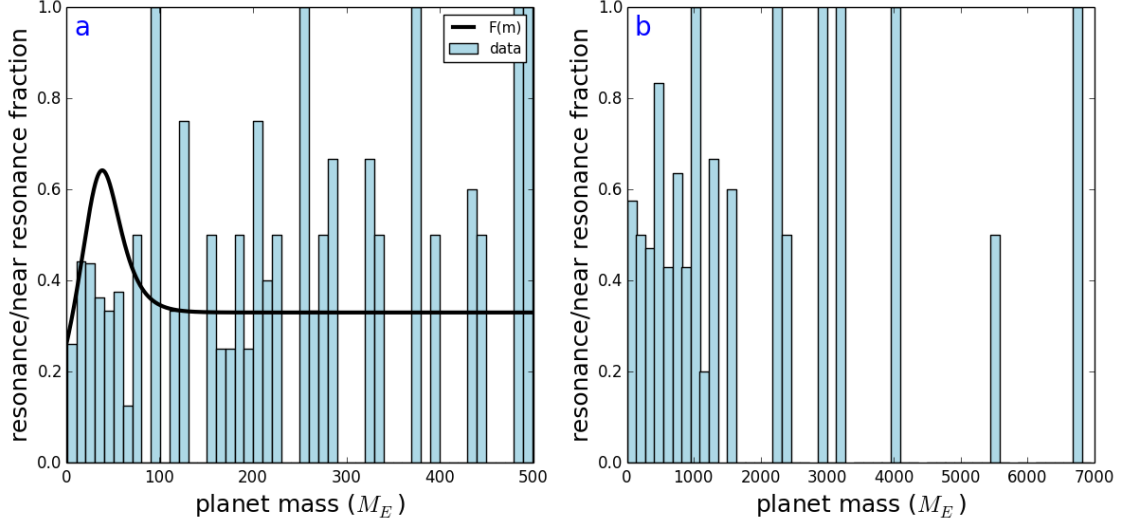 a
F(m)
data
resonance/near resonance fraction
1.0
0.8
0.6
0.4
0.2
0.0
0 100 200 300 400 500
planet mass (M_E)
b
resonance/near resonance fraction
1.0
0.8
0.6
0.4
0.2
0.0
0 1000 2000 3000 4000 5000 6000 7000
planet mass (M_E)